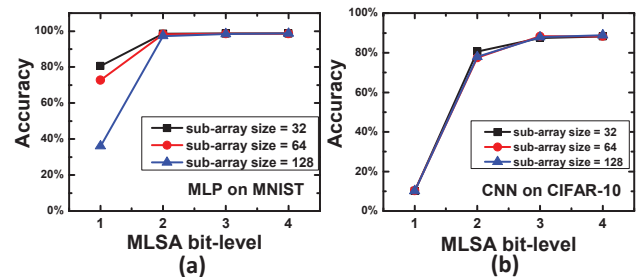 100%
80%
60%
40%
20%
0%
Accuracy
sub-array size = 32
sub-array size = 64
sub-array size = 128
MLP on MNIST
1 2 3 4
MLSA bit-level
(a)
100%
80%
60%
40%
20%
0%
Accuracy
sub-array size = 32
sub-array size = 64
sub-array size = 128
CNN on CIFAR-10
1 2 3 4
MLSA bit-level
(b)